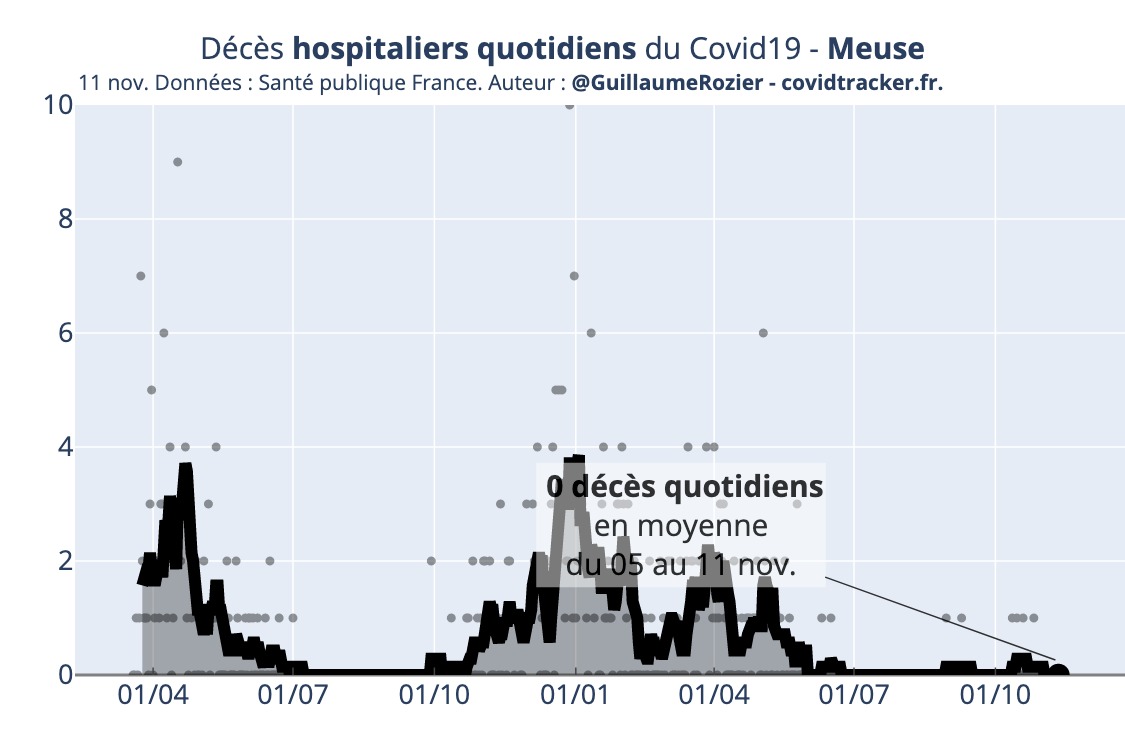 Décès hospitaliers quotidiens du Covid19 - Meuse
11 nov. Données : Santé publique France. Auteur : @GuillaumeRozier - covidtracker.fr.
10
8
6
4
2
0
0 décès quotidiens
en moyenne
du 05 au 11 nov.
01/04 01/07 01/10 01/01 01/04 01/07 01/10